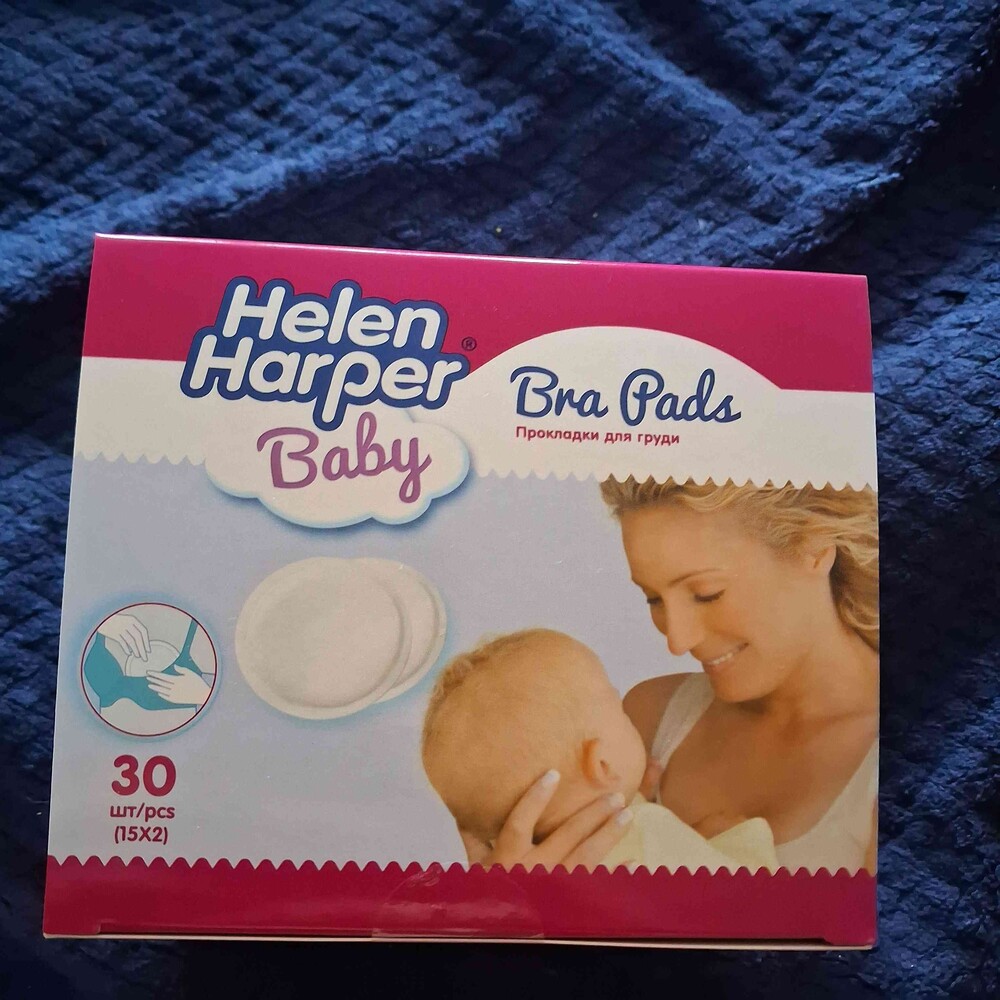 Helen
Harper®
Baby
Bra Pads
Прокладки для груди
30
шт/pcs
(15X2)